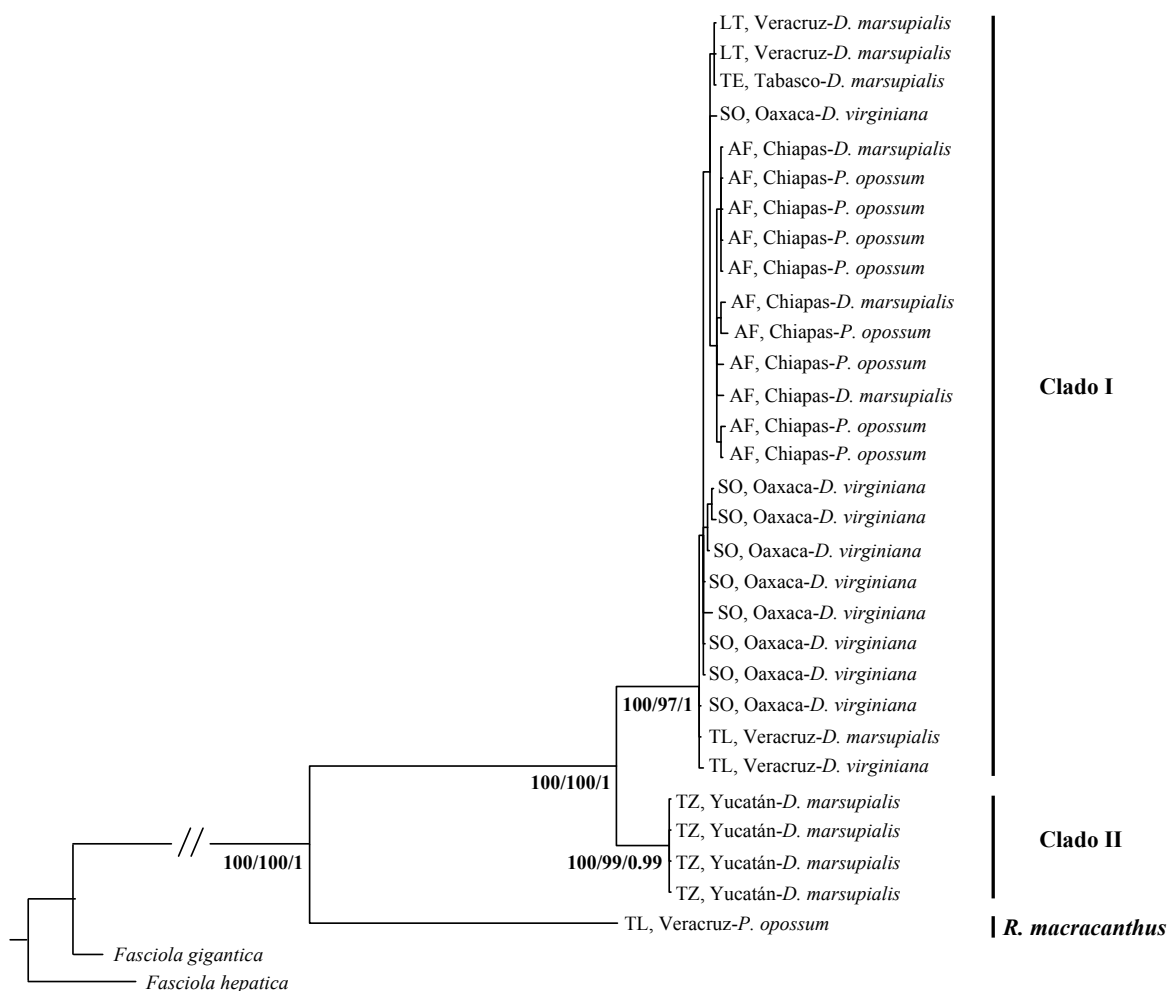 LT, Veracruz-D. marsupialis
LT, Veracruz-D. marsupialis
TE, Tabasco-D. marsupialis
SO, Oaxaca-D. virginiana
AF, Chiapas-D. marsupialis
AF, Chiapas-P. opossum
AF, Chiapas-P. opossum
AF, Chiapas-P. opossum
AF, Chiapas-P. opossum
AF, Chiapas-D. marsupialis
AF, Chiapas-P. opossum
AF, Chiapas-P. opossum
AF, Chiapas-D. marsupialis
AF, Chiapas-P. opossum
AF, Chiapas-P. opossum
SO, Oaxaca-D. virginiana
SO, Oaxaca-D. virginiana
SO, Oaxaca-D. virginiana
SO, Oaxaca-D. virginiana
SO, Oaxaca-D. virginiana
SO, Oaxaca-D. virginiana
SO, Oaxaca-D. virginiana
SO, Oaxaca-D. virginiana
TL, Veracruz-D. marsupialis
TL, Veracruz-D. virginiana
Clado I
100/97/1
100/100/1
TZ, Yucatán-D. marsupialis
TZ, Yucatán-D. marsupialis
TZ, Yucatán-D. marsupialis
TZ, Yucatán-D. marsupialis
Clado II
100/99/0.99
100/100/1
TL, Veracruz-P. opossum
R. macracanthus
Fasciola gigantica
Fasciola hepatica